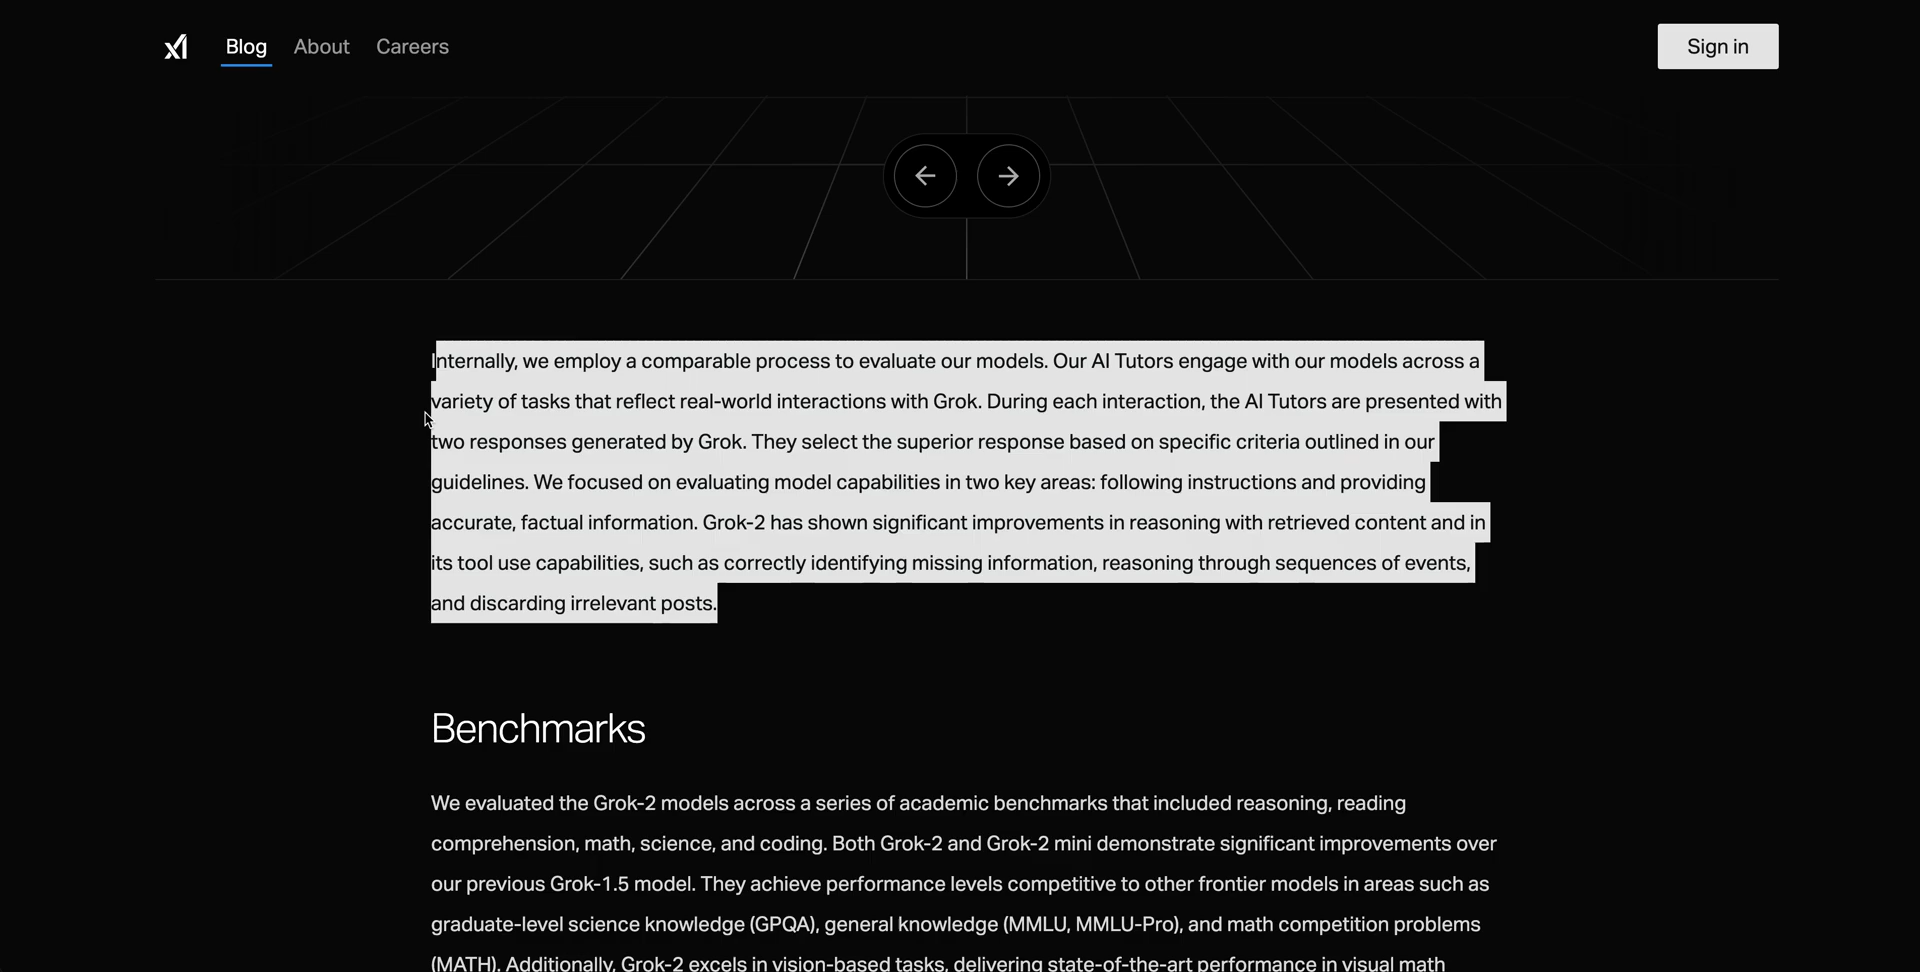 xI Blog About Careers Sign in
Internally, we employ a comparable process to evaluate our models. Our AI Tutors engage with our models across a
variety of tasks that reflect real-world interactions with Grok. During each interaction, the AI Tutors are presented with
two responses generated by Grok. They select the superior response based on specific criteria outlined in our
guidelines. We focused on evaluating model capabilities in two key areas: following instructions and providing
accurate, factual information. Grok-2 has shown significant improvements in reasoning with retrieved content and in
its tool use capabilities, such as correctly identifying missing information, reasoning through sequences of events,
and discarding irrelevant posts.
Benchmarks
We evaluated the Grok-2 models across a series of academic benchmarks that included reasoning, reading
comprehension, math, science, and coding. Both Grok-2 and Grok-2 mini demonstrate significant improvements over
our previous Grok-1.5 model. They achieve performance levels competitive to other frontier models in areas such as
graduate-level science knowledge (GPQA), general knowledge (MMLU, MMLU-Pro), and math competition problems
(MATH). Additionally, Grok-2 excels in vision-based tasks, delivering state-of-the-art performance in visual math